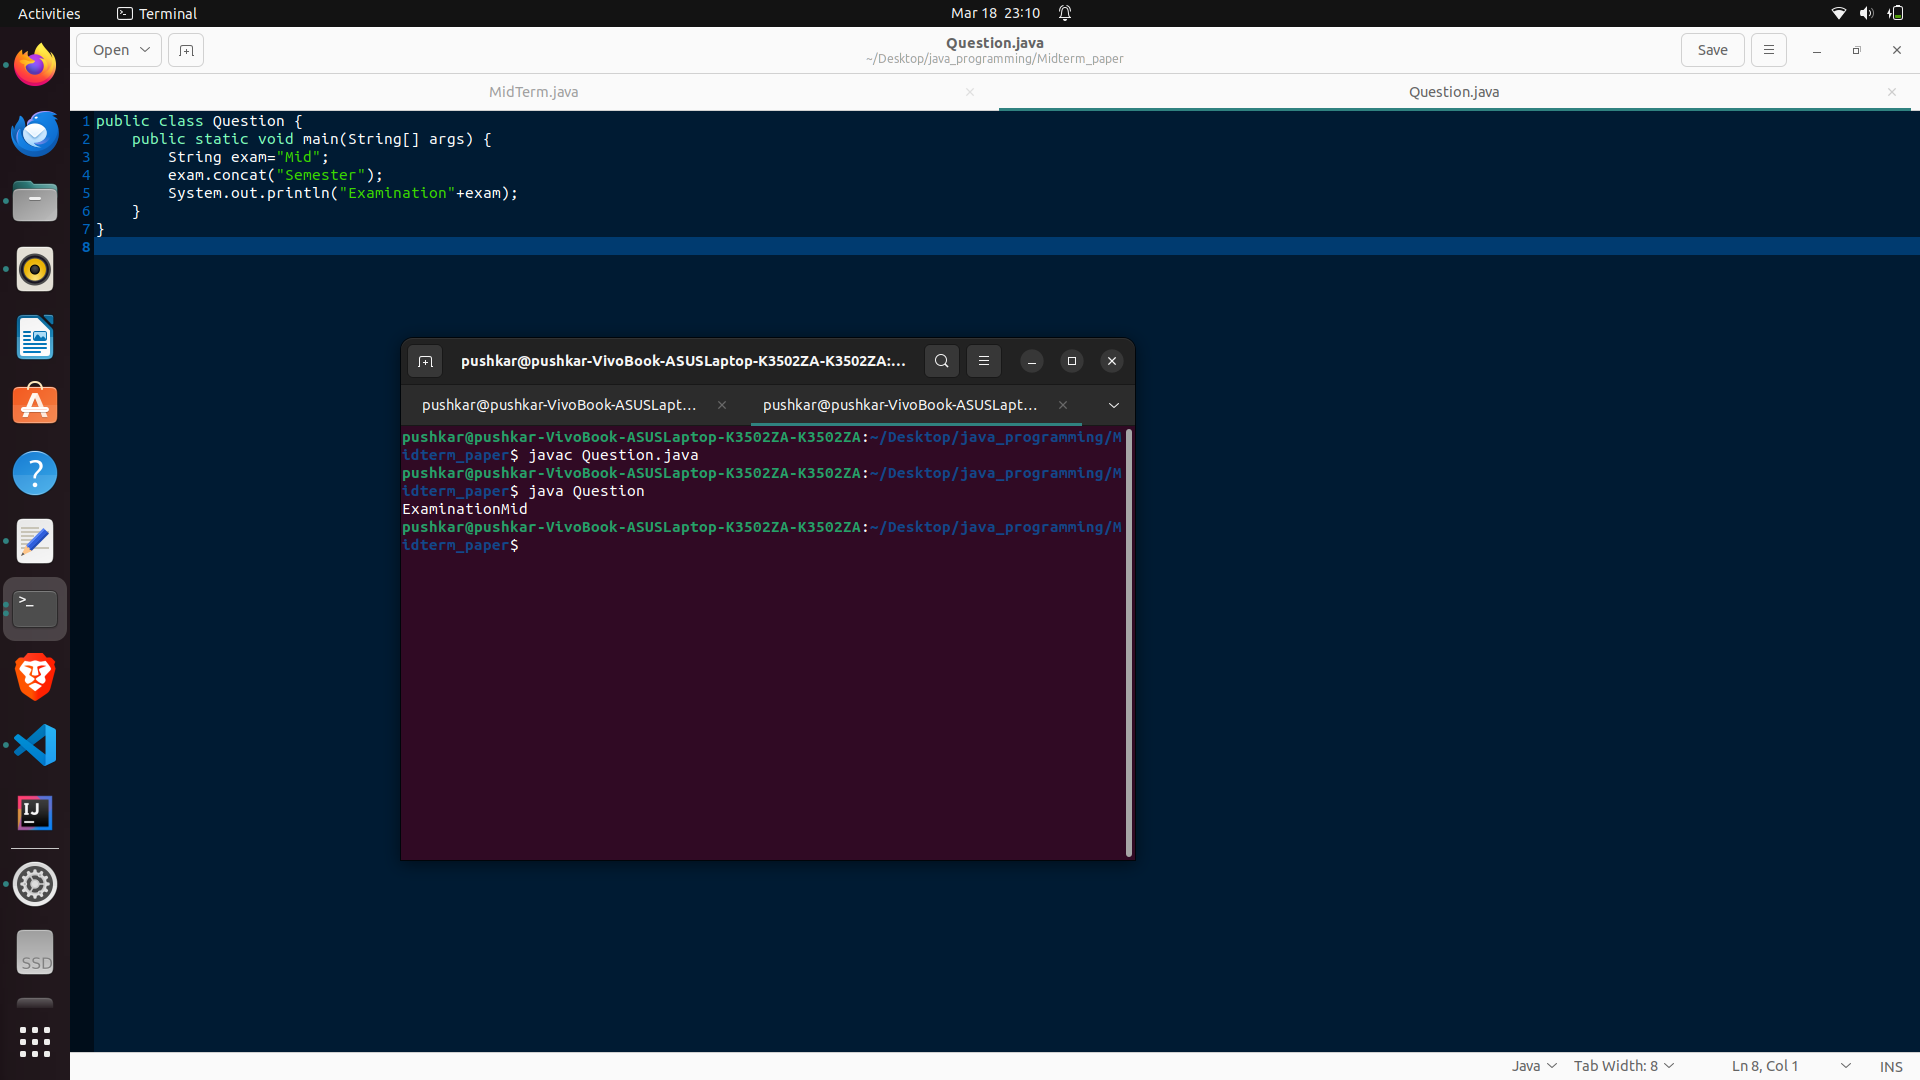 Activities
Terminal
Mar 18 23:10
Open
Question.java
~/Desktop/java_programming/Midterm_paper
Save
MidTerm.java
Question.java
1 public class Question {
2     public static void main(String[] args) {
3         String exam="Mid";
4         exam.concat("Semester");
5         System.out.println("Examination"+exam);
6     }
7 }
8
pushkar@pushkar-VivoBook-ASUSLaptop-K3502ZA-K3502ZA:...
pushkar@pushkar-VivoBook-ASUSLapt...
pushkar@pushkar-VivoBook-ASUSLapt...
pushkar@pushkar-VivoBook-ASUSLaptop-K3502ZA-K3502ZA:~/Desktop/java_programming/M
idterm_paper$ javac Question.java
pushkar@pushkar-VivoBook-ASUSLaptop-K3502ZA-K3502ZA:~/Desktop/java_programming/M
idterm_paper$ java Question
ExaminationMid
pushkar@pushkar-VivoBook-ASUSLaptop-K3502ZA-K3502ZA:~/Desktop/java_programming/M
idterm_paper$
>_
IJ
SSD
Java
Tab Width: 8
Ln 8, Col 1
INS